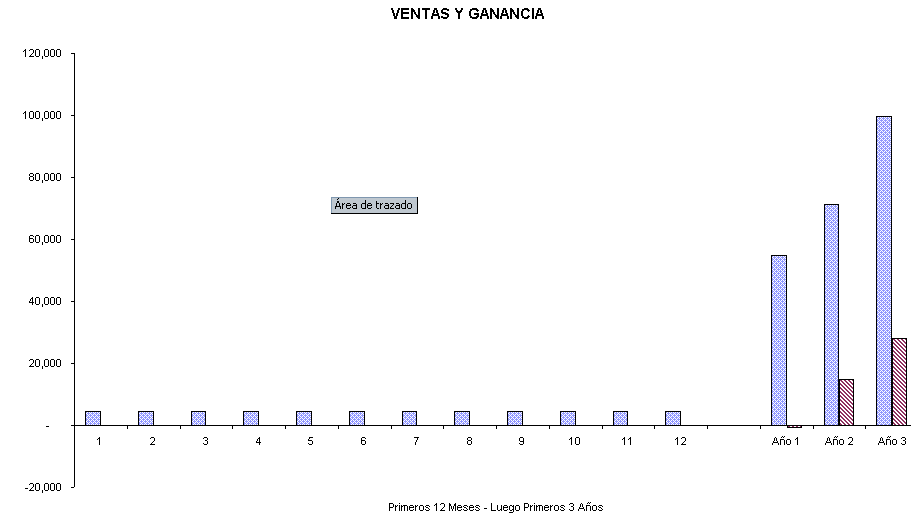 VENTAS Y GANANCIA
120,000
100,000
80,000
Área de trazado
60,000
40,000
20,000
-
1 2 3 4 5 6 7 8 9 10 11 12 Año 1 Año 2 Año 3
-20,000
Primeros 12 Meses - Luego Primeros 3 Años